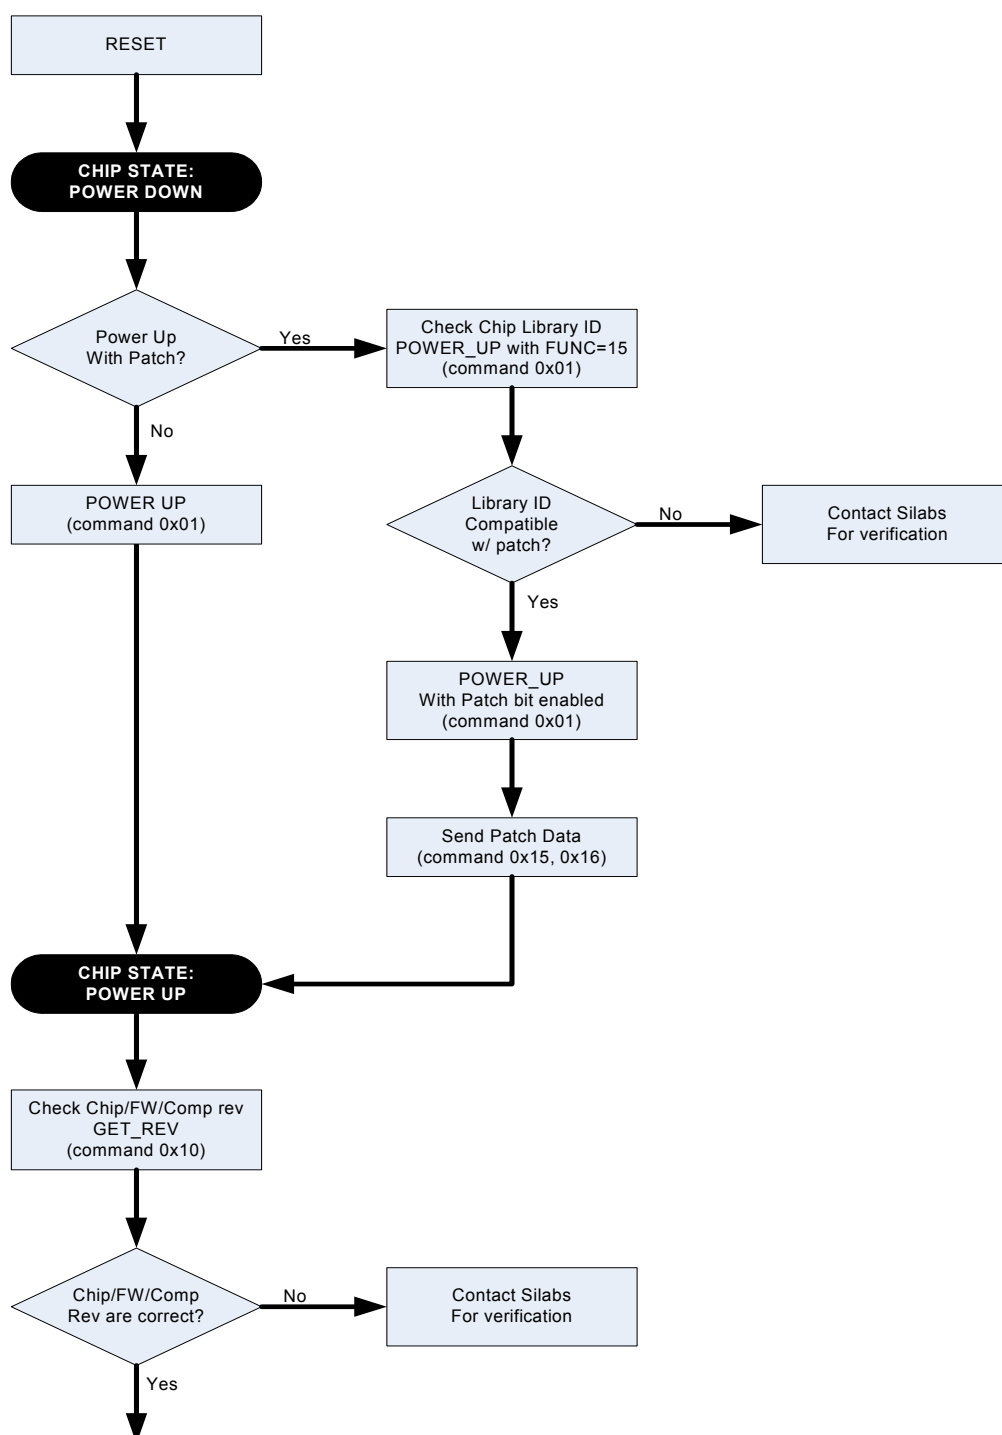 RESET
CHIP STATE:
POWER DOWN
Power Up
With Patch?
Yes
Check Chip Library ID
POWER_UP with FUNC=15
(command 0x01)
No
POWER UP
(command 0x01)
Library ID
Compatible
w/ patch?
No
Contact Silabs
For verification
Yes
POWER_UP
With Patch bit enabled
(command 0x01)
Send Patch Data
(command 0x15, 0x16)
CHIP STATE:
POWER UP
Check Chip/FW/Comp rev
GET_REV
(command 0x10)
Chip/FW/Comp
Rev are correct?
No
Contact Silabs
For verification
Yes